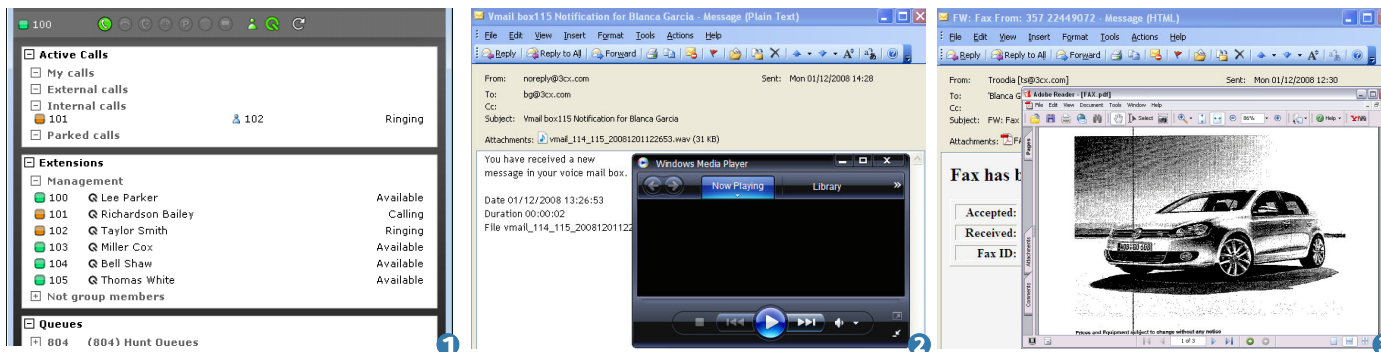 100
Active Calls
My calls
External calls
Internal calls
101 102 Ringing
Parked calls
Extensions
Management
100 Lee Parker Available
101 Richardson Bailey Calling
102 Taylor Smith Ringing
103 Miller Cox Available
104 Bell Shaw Available
105 Thomas White Available
Not group members
Queues
804 (804) Hunt Queues
1
Vmail box115 Notification for Blanca Garcia - Message (Plain Text)
File Edit View Insert Format Tools Actions Help
Reply Reply to All Forward
From: noreply@3cx.com Sent: Mon 01/12/2008 14:28
To: bg@3cx.com
Cc:
Subject: Vmail box115 Notification for Blanca Garcia
Attachments: vmail_114_115_20081201122653.wav (31 KB)
You have received a new
message in your voice mail box.
Date 01/12/2008 13:26:53
Duration 00:00:02
File vmail_114_115_20081201122
Windows Media Player
Now Playing Library
2
FW: Fax From: 357 22449072 - Message (HTML)
File Edit View Insert Format Tools Actions Help
Reply Reply to All Forward
From: Troodia [ts@3cx.com] Sent: Mon 01/12/2008 12:30
To: 'Blanca G
Cc:
Subject: FW: Fax
Attachments: FA
Fax has b
Accepted:
Received:
Fax ID:
Adobe Reader - [FAX.pdf]
File Edit View Document Tools Window Help
Select 86% Help
Pages
Attachments
Comments
Prices and Equipment subject to change without any notice
1 of 3